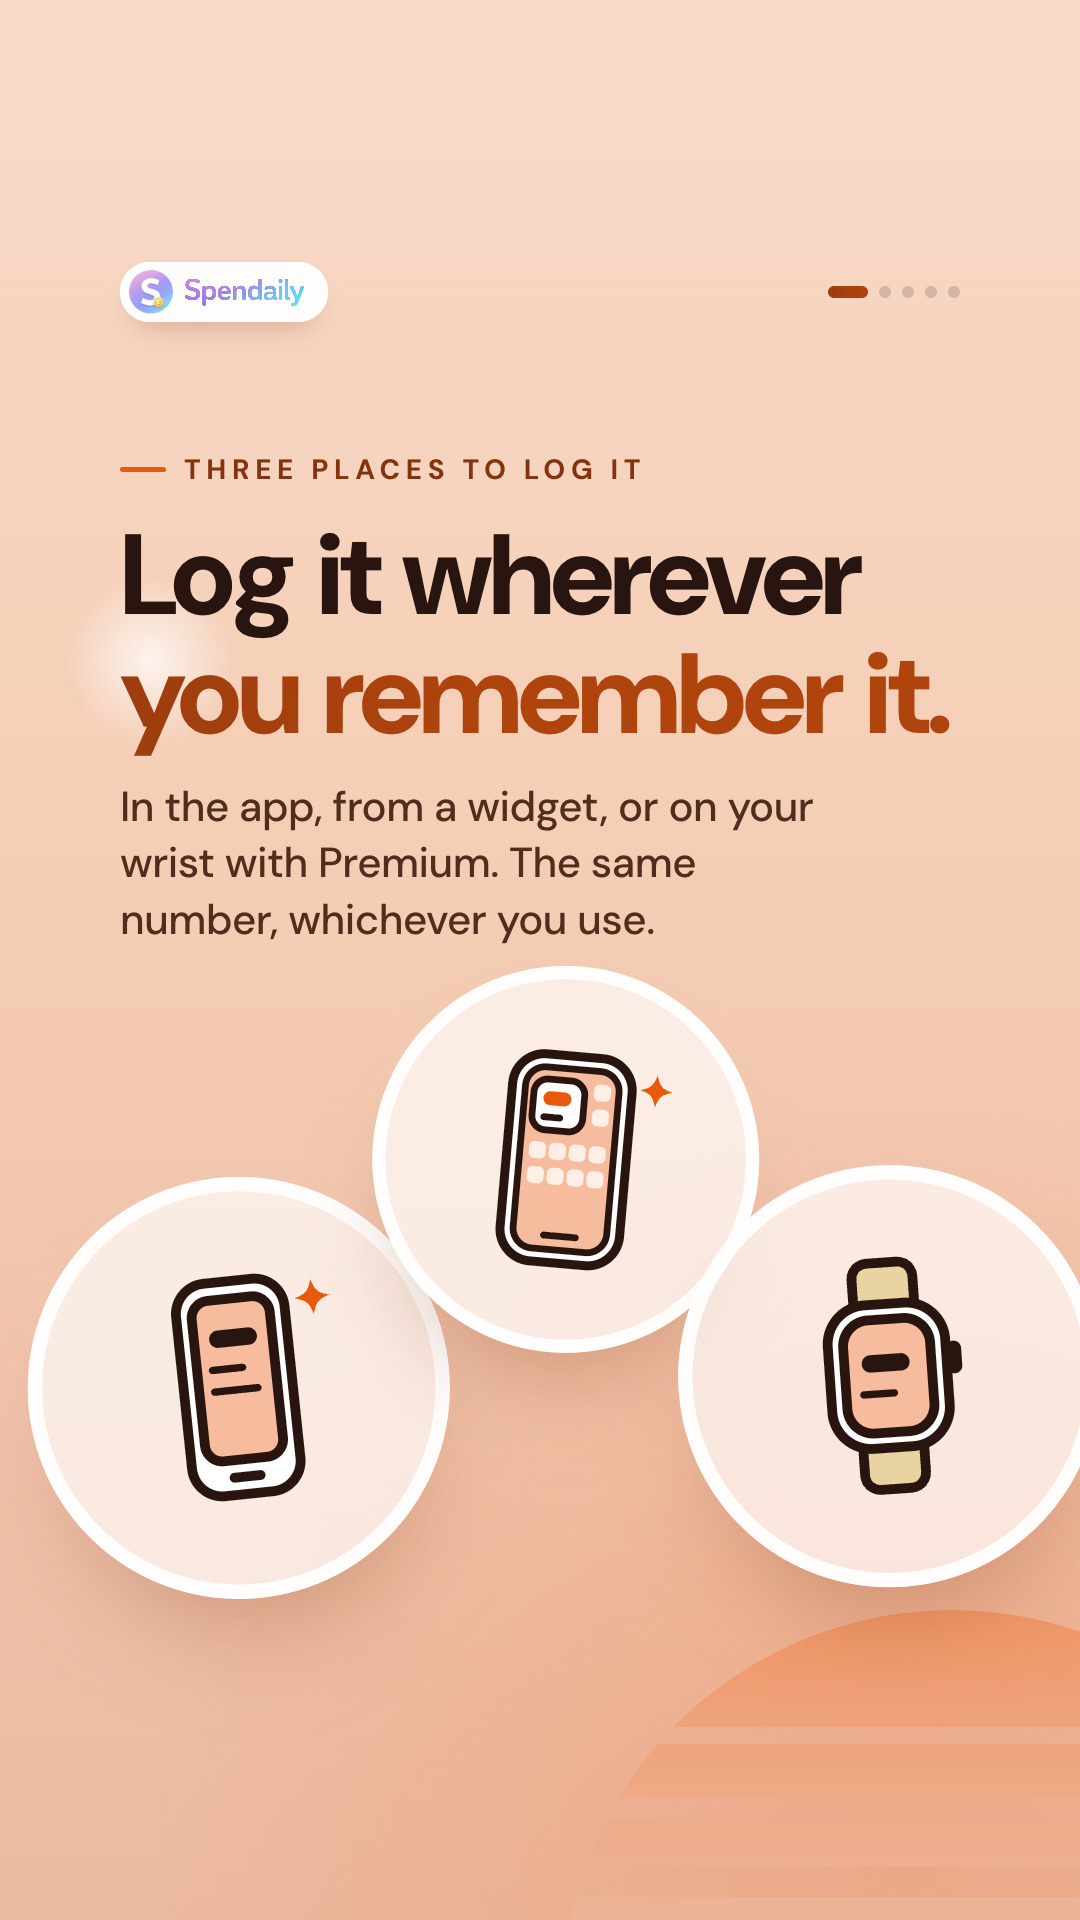 Spendaily
THREE PLACES TO LOG IT
Log it wherever
you remember it.
In the app, from a widget, or on your
wrist with Premium. The same
number, whichever you use.